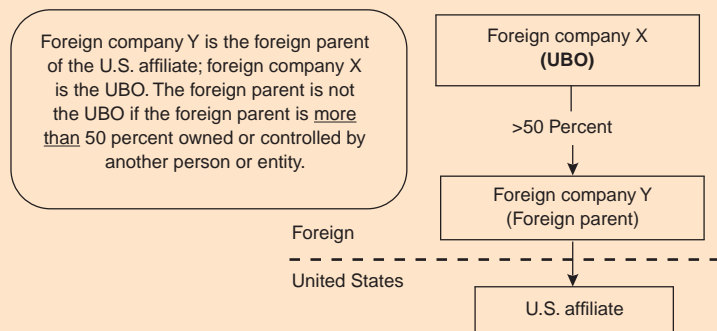 Foreign company Y is the foreign parent
of the U.S. affiliate; foreign company X
is the UBO. The foreign parent is not
the UBO if the foreign parent is more
than 50 percent owned or controlled by
another person or entity.
Foreign company X
(UBO)
>50 Percent
Foreign company Y
(Foreign parent)
Foreign
United States
U.S. affiliate